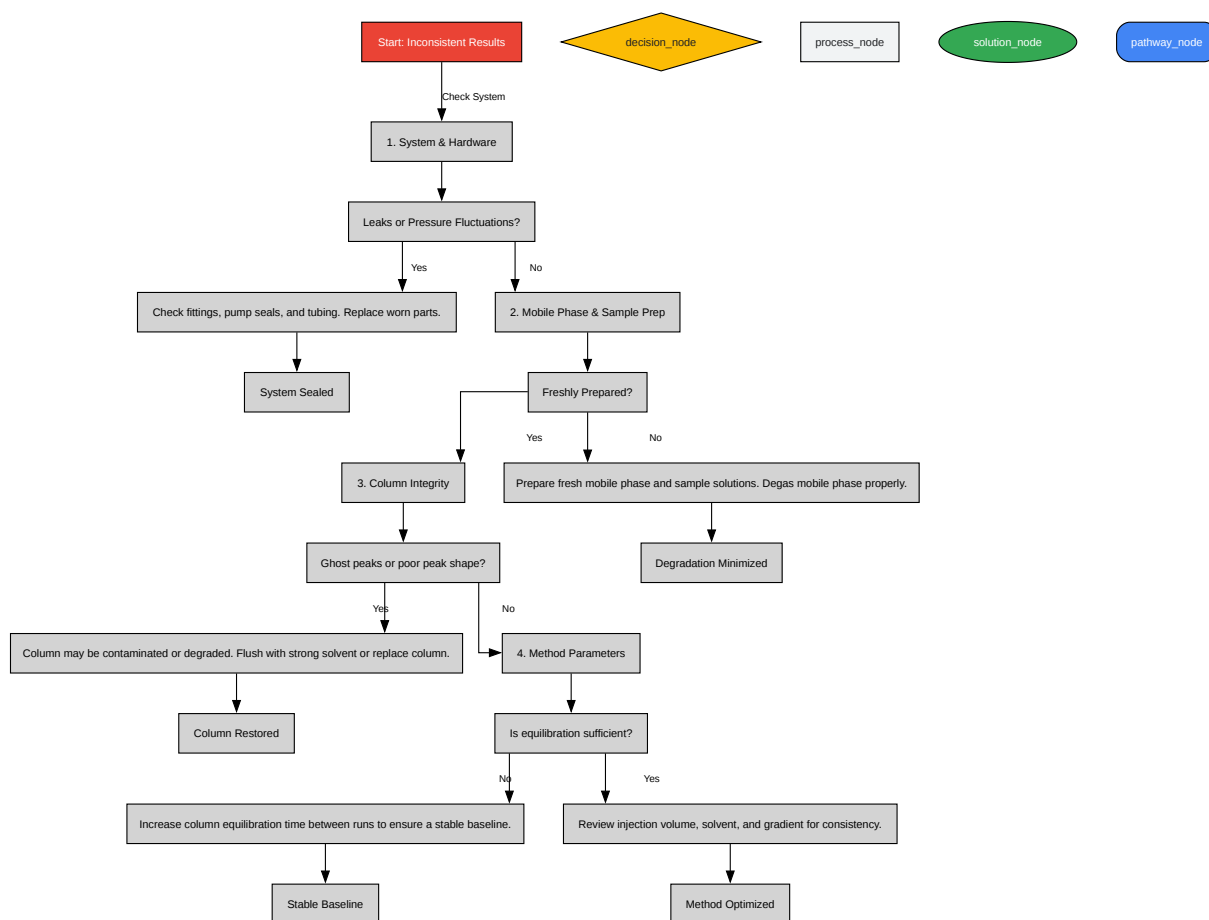 Start: Inconsistent Results
decision_node
process_node
solution_node
pathway_node
Check System
1. System & Hardware
Leaks or Pressure Fluctuations?
Yes
No
Check fittings, pump seals, and tubing. Replace worn parts.
2. Mobile Phase & Sample Prep
System Sealed
Freshly Prepared?
Yes
No
3. Column Integrity
Prepare fresh mobile phase and sample solutions. Degas mobile phase properly.
Ghost peaks or poor peak shape?
Degradation Minimized
Yes
No
Column may be contaminated or degraded. Flush with strong solvent or replace column.
4. Method Parameters
Column Restored
Is equilibration sufficient?
No
Yes
Increase column equilibration time between runs to ensure a stable baseline.
Review injection volume, solvent, and gradient for consistency.
Stable Baseline
Method Optimized